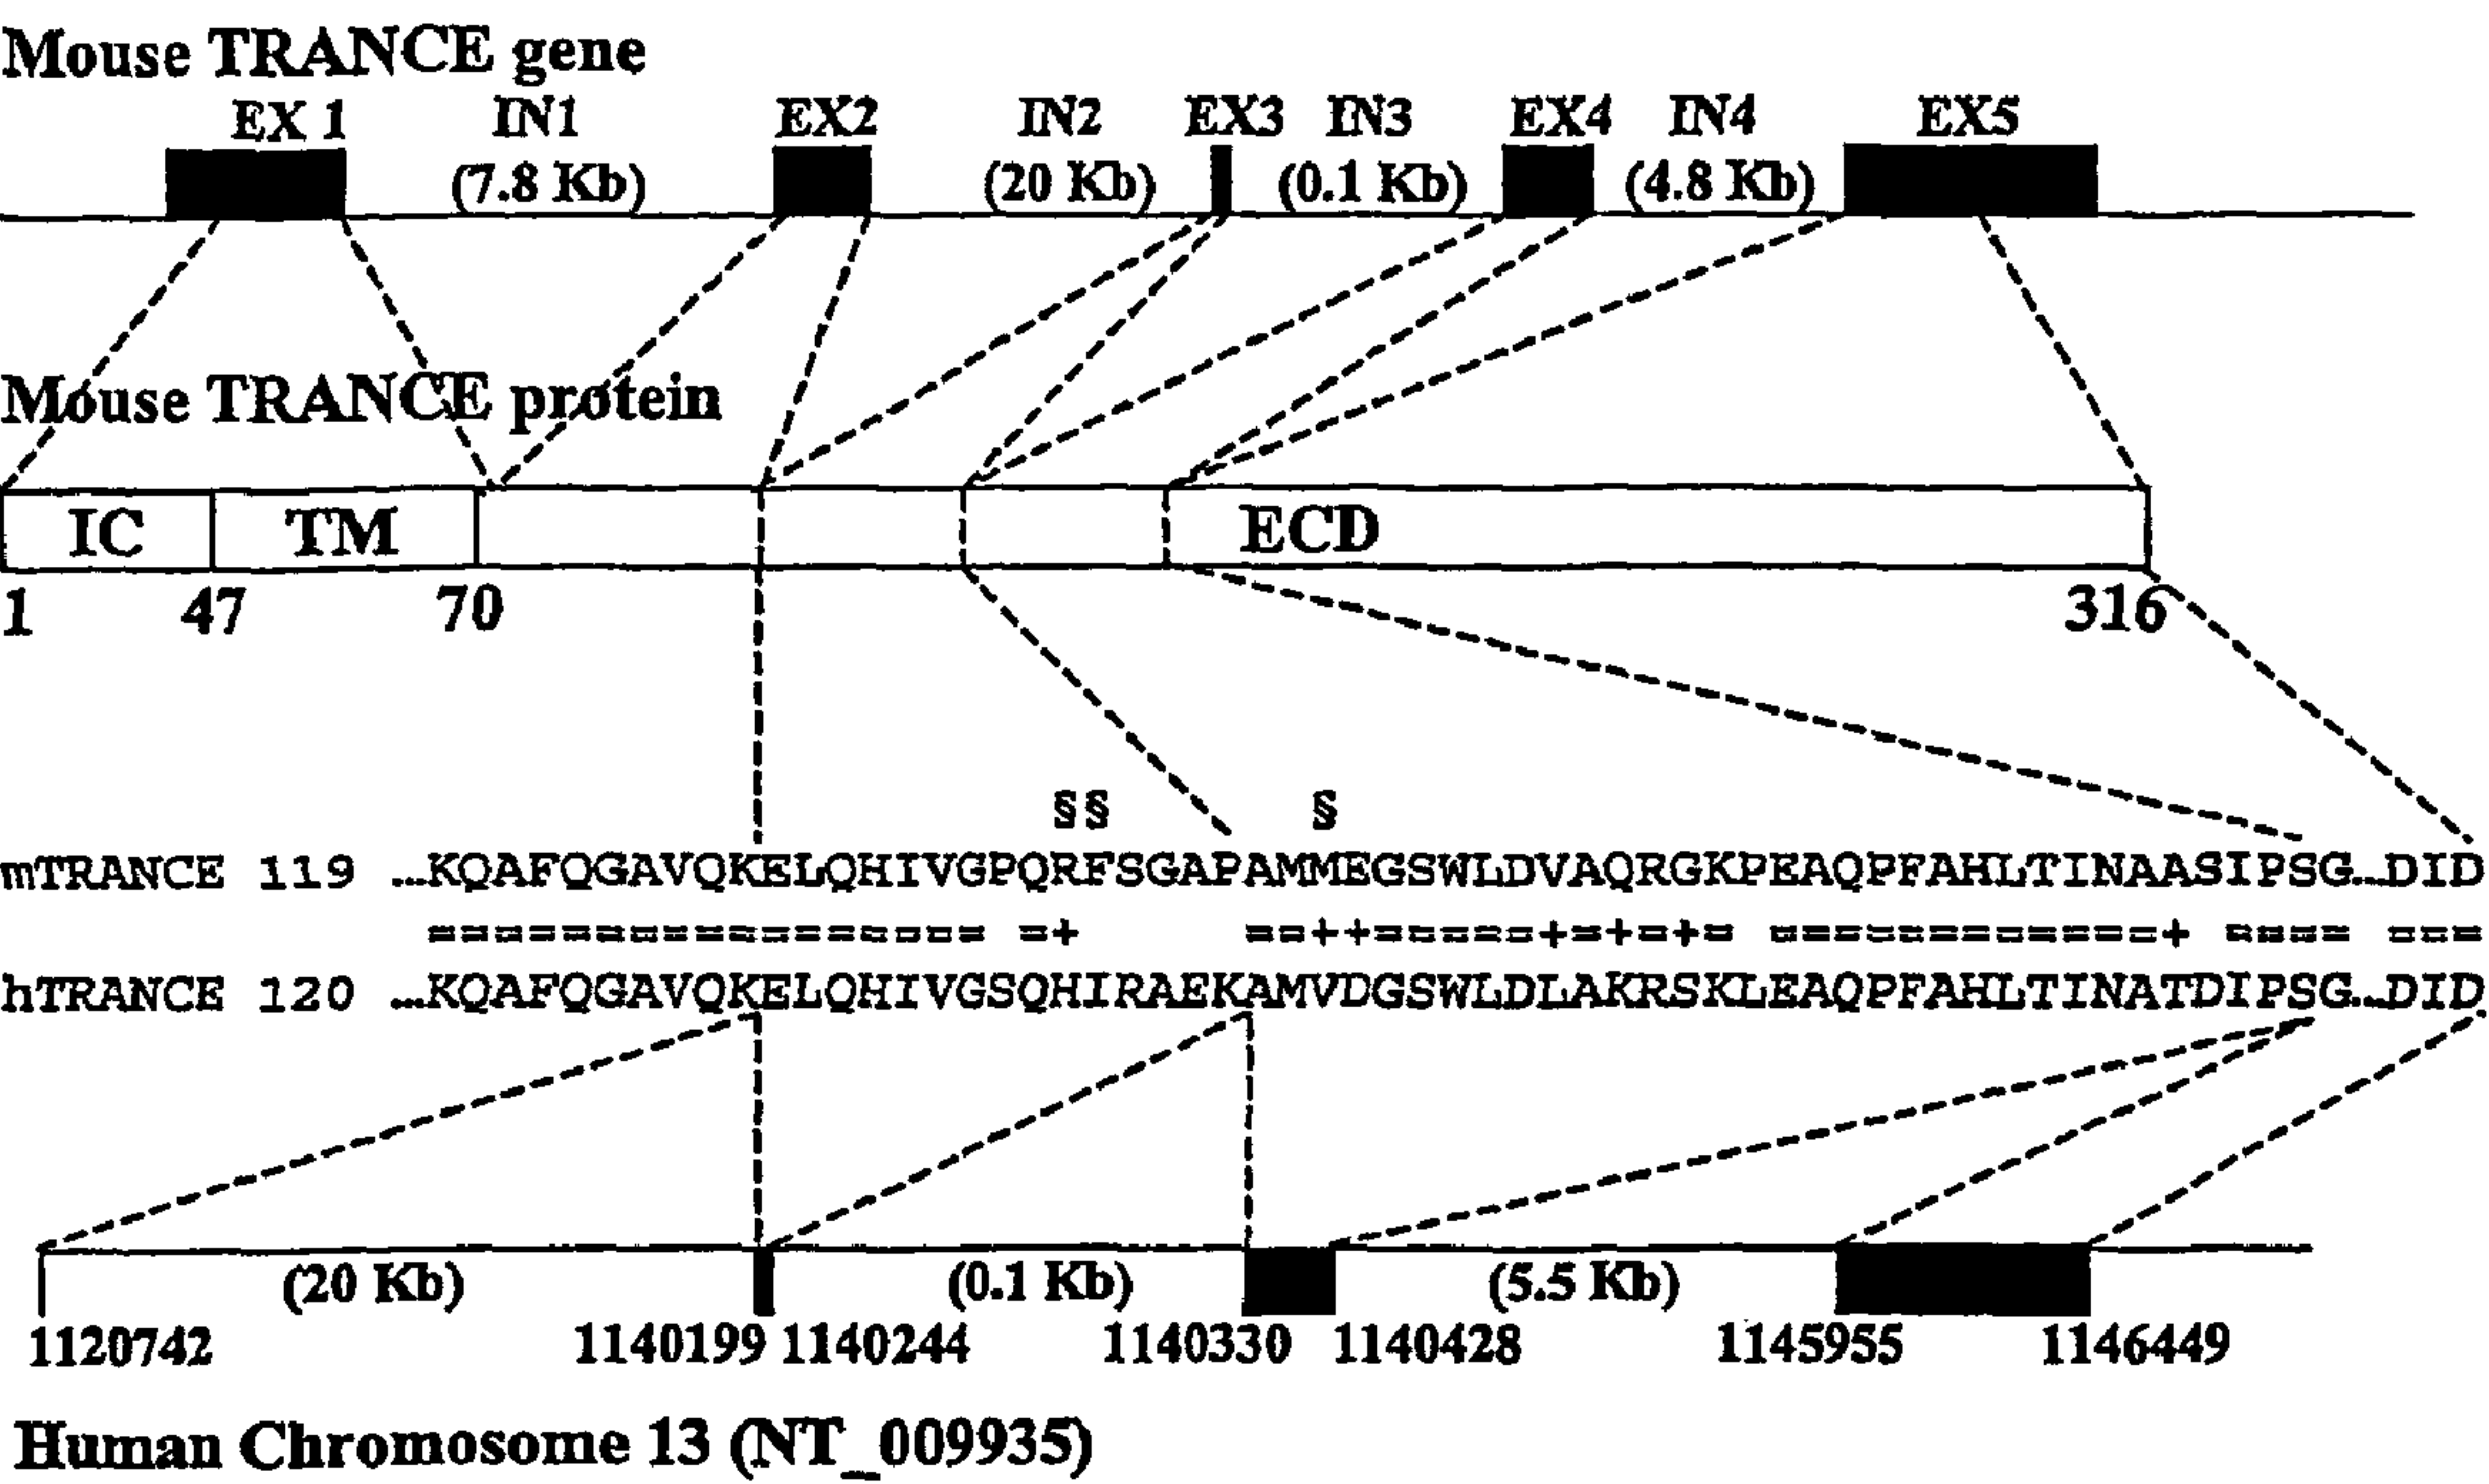 Mouse TRANCE gene
EX 1 IN1 EX2 IN2 EX3 IN3 EX4 IN4 EX5
(7.8 Kb) (20 Kb) (0.1 Kb) (4.8 Kb)
Mouse TRANCE protein
IC TM ECD
1 47 70 316
§§ §
mTRANCE 119 ...KQAFQGAVQKELQHIVGPQRFSGAPAMMEGSWLDVAQRGKPEAQPFAHLTINAASIPSG...DID
================= =+ ==++=====+=+=+= ============+ ==== ===
hTRANCE 120 ...KQAFQGAVQKELQHIVGSQHIRAEKAMVDGSWLDLAKRSKLEAQPFAHLTINATDIPSG...DID
(20 Kb) (0.1 Kb) (5.5 Kb)
1120742 1140199 1140244 1140330 1140428 1145955 1146449
Human Chromosome 13 (NT_009935)